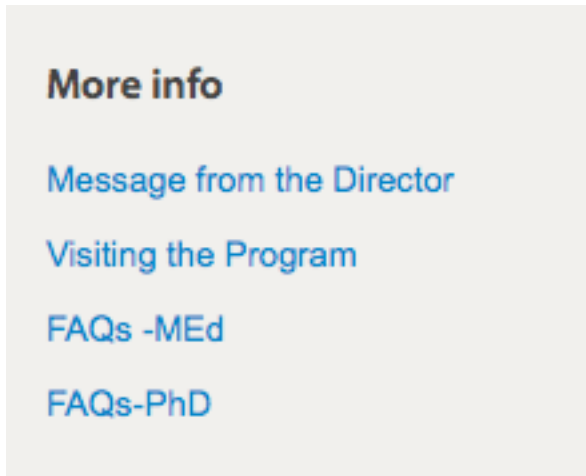 More info
Message from the Director
Visiting the Program
FAQs -MEd
FAQs-PhD